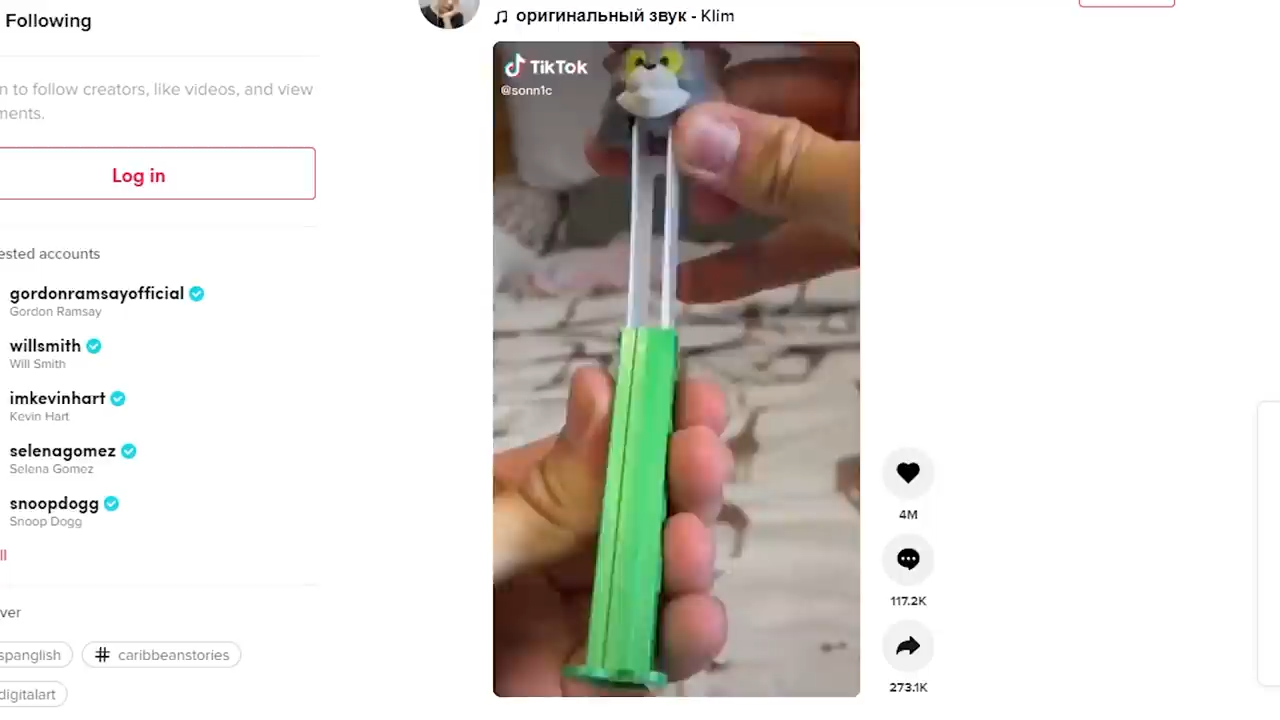 Following
♫ оригинальный звук - Klim
n to follow creators, like videos, and view
ments.
Log in
ested accounts
gordonramsayofficial
Gordon Ramsay
willsmith
Will Smith
imkevinhart
Kevin Hart
selenagomez
Selena Gomez
snoopdogg
Snoop Dogg
ll
ver
spanglish
# caribbeanstories
digitalart
TikTok
@sonn1c
4M
117.2K
273.1K